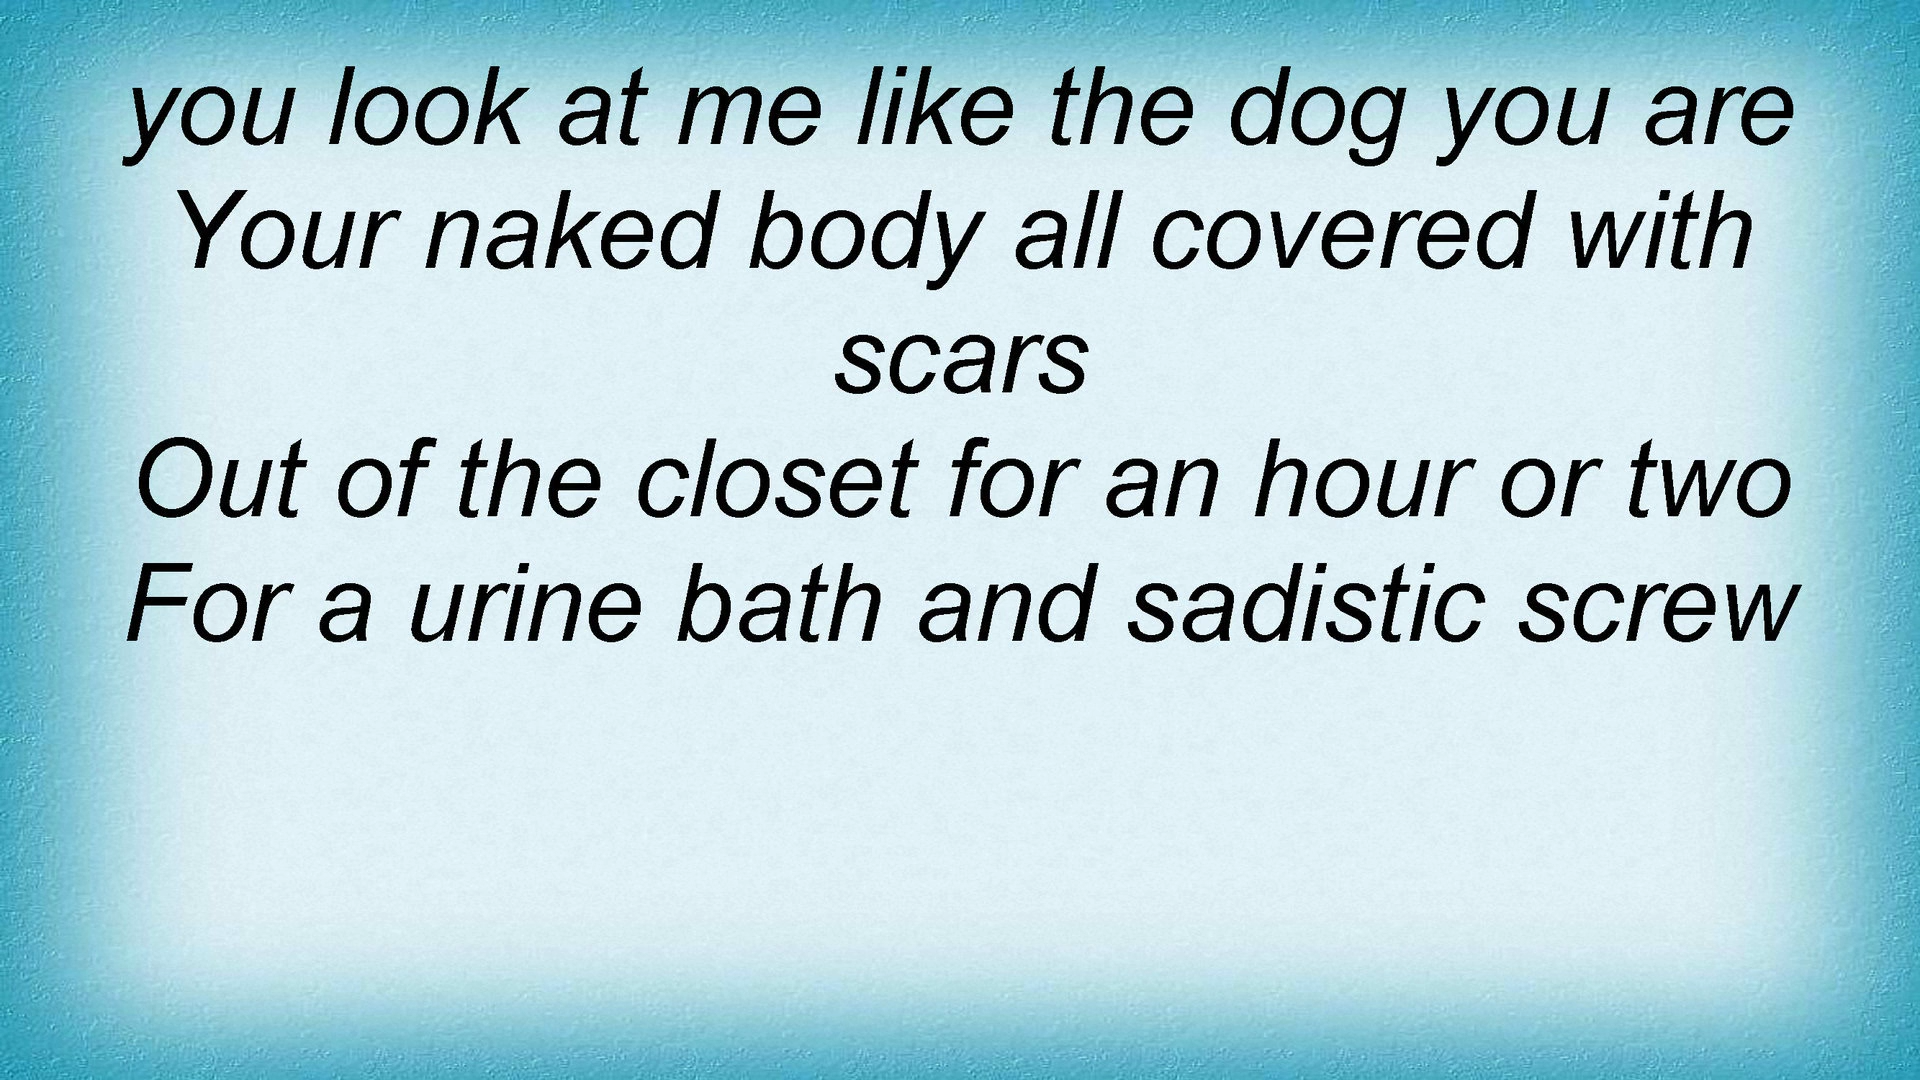 you look at me like the dog you are
Your naked body all covered with
scars
Out of the closet for an hour or two
For a urine bath and sadistic screw